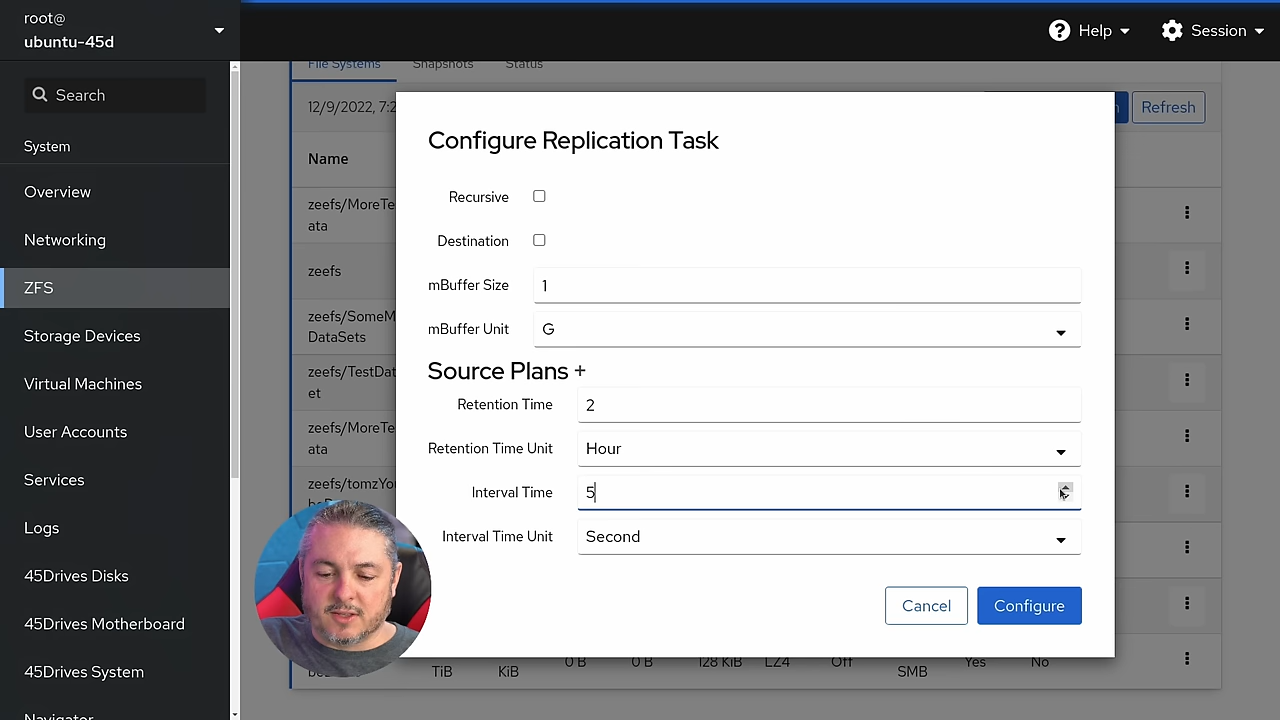 root@
ubuntu-45d
Help
Session
Search
System
Overview
Networking
ZFS
Storage Devices
Virtual Machines
User Accounts
Services
Logs
45Drives Disks
45Drives Motherboard
45Drives System
Navigator
File Systems Snapshots Status
12/9/2022, 7:2
Refresh
Name
zeefs/MoreTe
ata
zeefs
zeefs/SomeM
DataSets
zeefs/TestDat
et
zeefs/MoreTe
ata
zeefs/tomzYo
Configure Replication Task
Recursive
Destination
mBuffer Size 1
mBuffer Unit G
Source Plans +
Retention Time 2
Retention Time Unit Hour
Interval Time 5
Interval Time Unit Second
Cancel Configure
TiB KiB 0 B 0 B 128 KiB LZ4 Off SMB Yes No